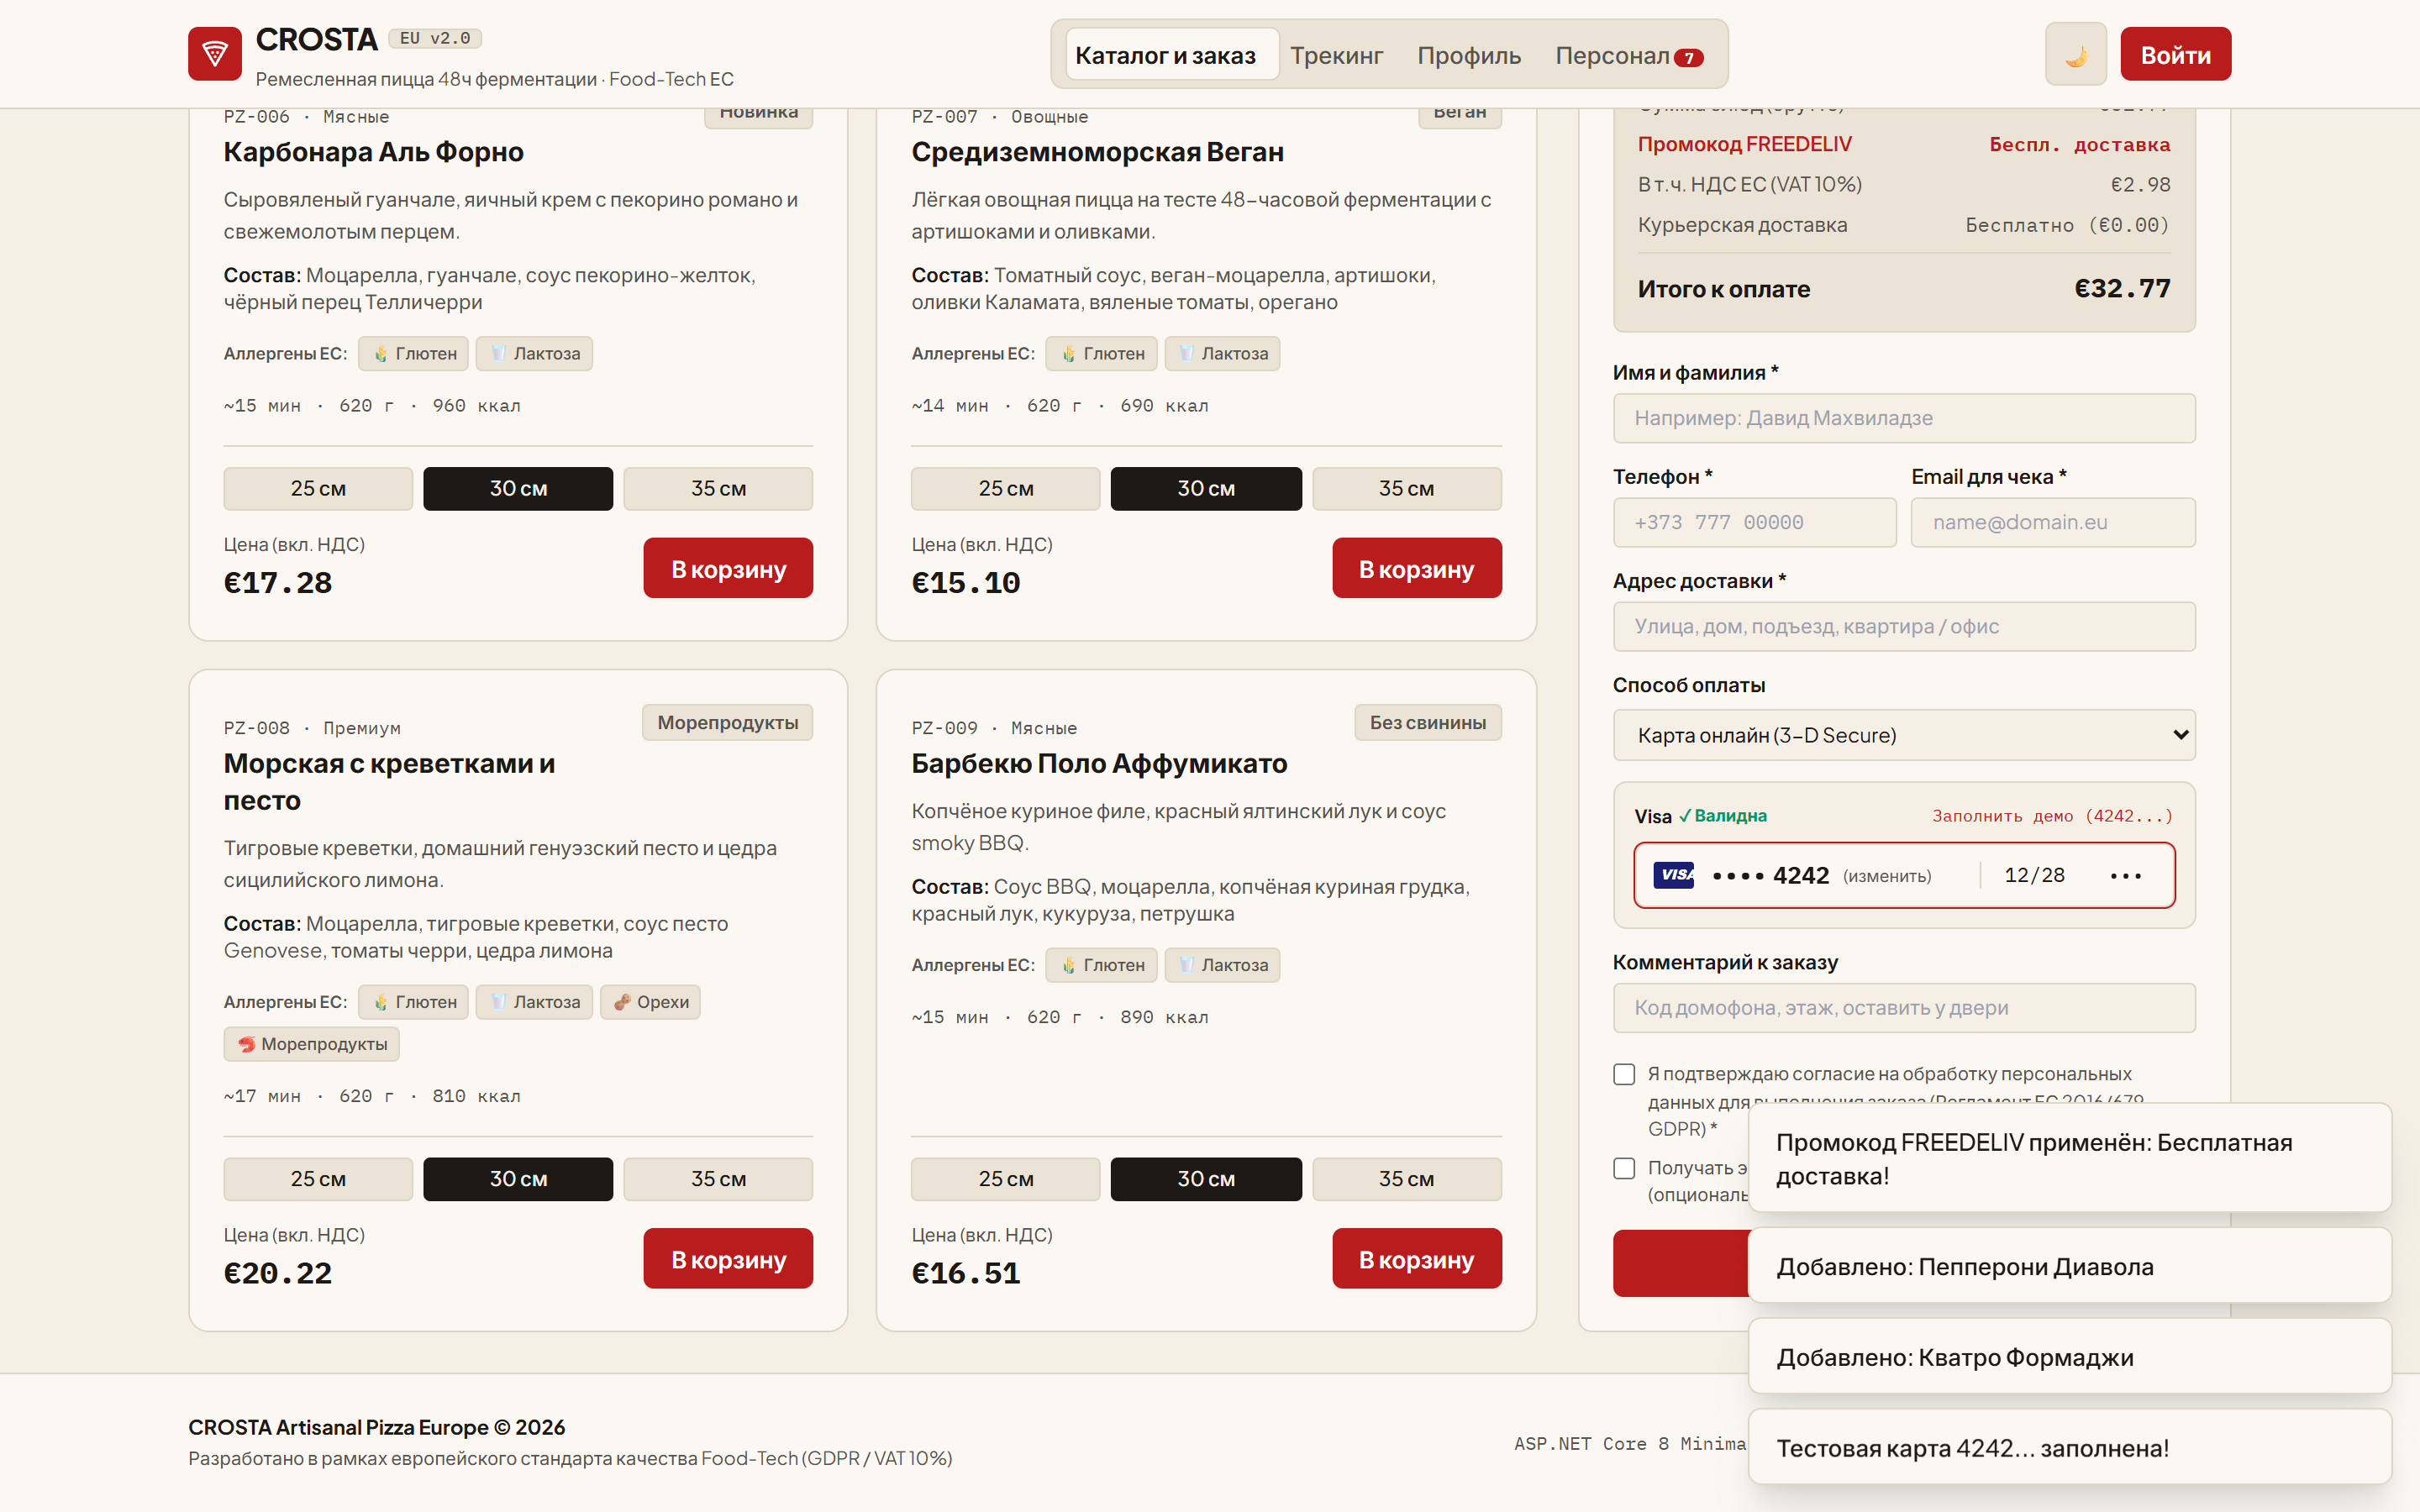 CROSTA EU v2.0
Ремесленная пицца 48ч ферментации · Food-Tech ЕС
Каталог и заказ
Трекинг
Профиль
Персонал 7
Войти
PZ-006 · Мясные
Новинка
Карбонара Аль Форно
Сыровяленый гуанчале, яичный крем с пекорино романо и
свежемолотым перцем.
Состав: Моцарелла, гуанчале, соус пекорино-желток,
чёрный перец Телличерри
Аллергены ЕС: Глютен Лактоза
~15 мин · 620 г · 960 ккал
25 см 30 см 35 см
Цена (вкл. НДС)
€17.28
В корзину
PZ-007 · Овощные
Веган
Средиземноморская Веган
Лёгкая овощная пицца на тесте 48-часовой ферментации с
артишоками и оливками.
Состав: Томатный соус, веган-моцарелла, артишоки,
оливки Каламата, вяленые томаты, орегано
Аллергены ЕС: Глютен Лактоза
~14 мин · 620 г · 690 ккал
25 см 30 см 35 см
Цена (вкл. НДС)
€15.10
В корзину
PZ-008 · Премиум
Морепродукты
Морская с креветками и
песто
Тигровые креветки, домашний генуэзский песто и цедра
сицилийского лимона.
Состав: Моцарелла, тигровые креветки, соус песто
Genovese, томаты черри, цедра лимона
Аллергены ЕС: Глютен Лактоза Орехи
Морепродукты
~17 мин · 620 г · 810 ккал
25 см 30 см 35 см
Цена (вкл. НДС)
€20.22
В корзину
PZ-009 · Мясные
Без свинины
Барбекю Поло Аффумикато
Копчёное куриное филе, красный ялтинский лук и соус
smoky BBQ.
Состав: Соус BBQ, моцарелла, копчёная куриная грудка,
красный лук, кукуруза, петрушка
Аллергены ЕС: Глютен Лактоза
~15 мин · 620 г · 890 ккал
25 см 30 см 35 см
Цена (вкл. НДС)
€16.51
В корзину
Промокод FREEDELIV Беспл. доставка
В т.ч. НДС ЕС (VAT 10%) €2.98
Курьерская доставка Бесплатно (€0.00)
Итого к оплате €32.77
Имя и фамилия *
Например: Давид Махвиладзе
Телефон *
+373 777 00000
Email для чека *
name@domain.eu
Адрес доставки *
Улица, дом, подъезд, квартира / офис
Способ оплаты
Карта онлайн (3-D Secure)
Visa ✓ Валидна Заполнить демо (4242...)
VISA •••• 4242 (изменить) 12/28 •••
Комментарий к заказу
Код домофона, этаж, оставить у двери
Я подтверждаю согласие на обработку персональных
данных для выполнения заказа (Регламент ЕС 2016/679
GDPR) *
Получать
(опциональ
Промокод FREEDELIV применён: Бесплатная
доставка!
Добавлено: Пепперони Диавола
Добавлено: Кватро Формаджи
Тестовая карта 4242... заполнена!
CROSTA Artisanal Pizza Europe © 2026
Разработано в рамках европейского стандарта качества Food-Tech (GDPR / VAT 10%)
ASP.NET Core 8 Minima